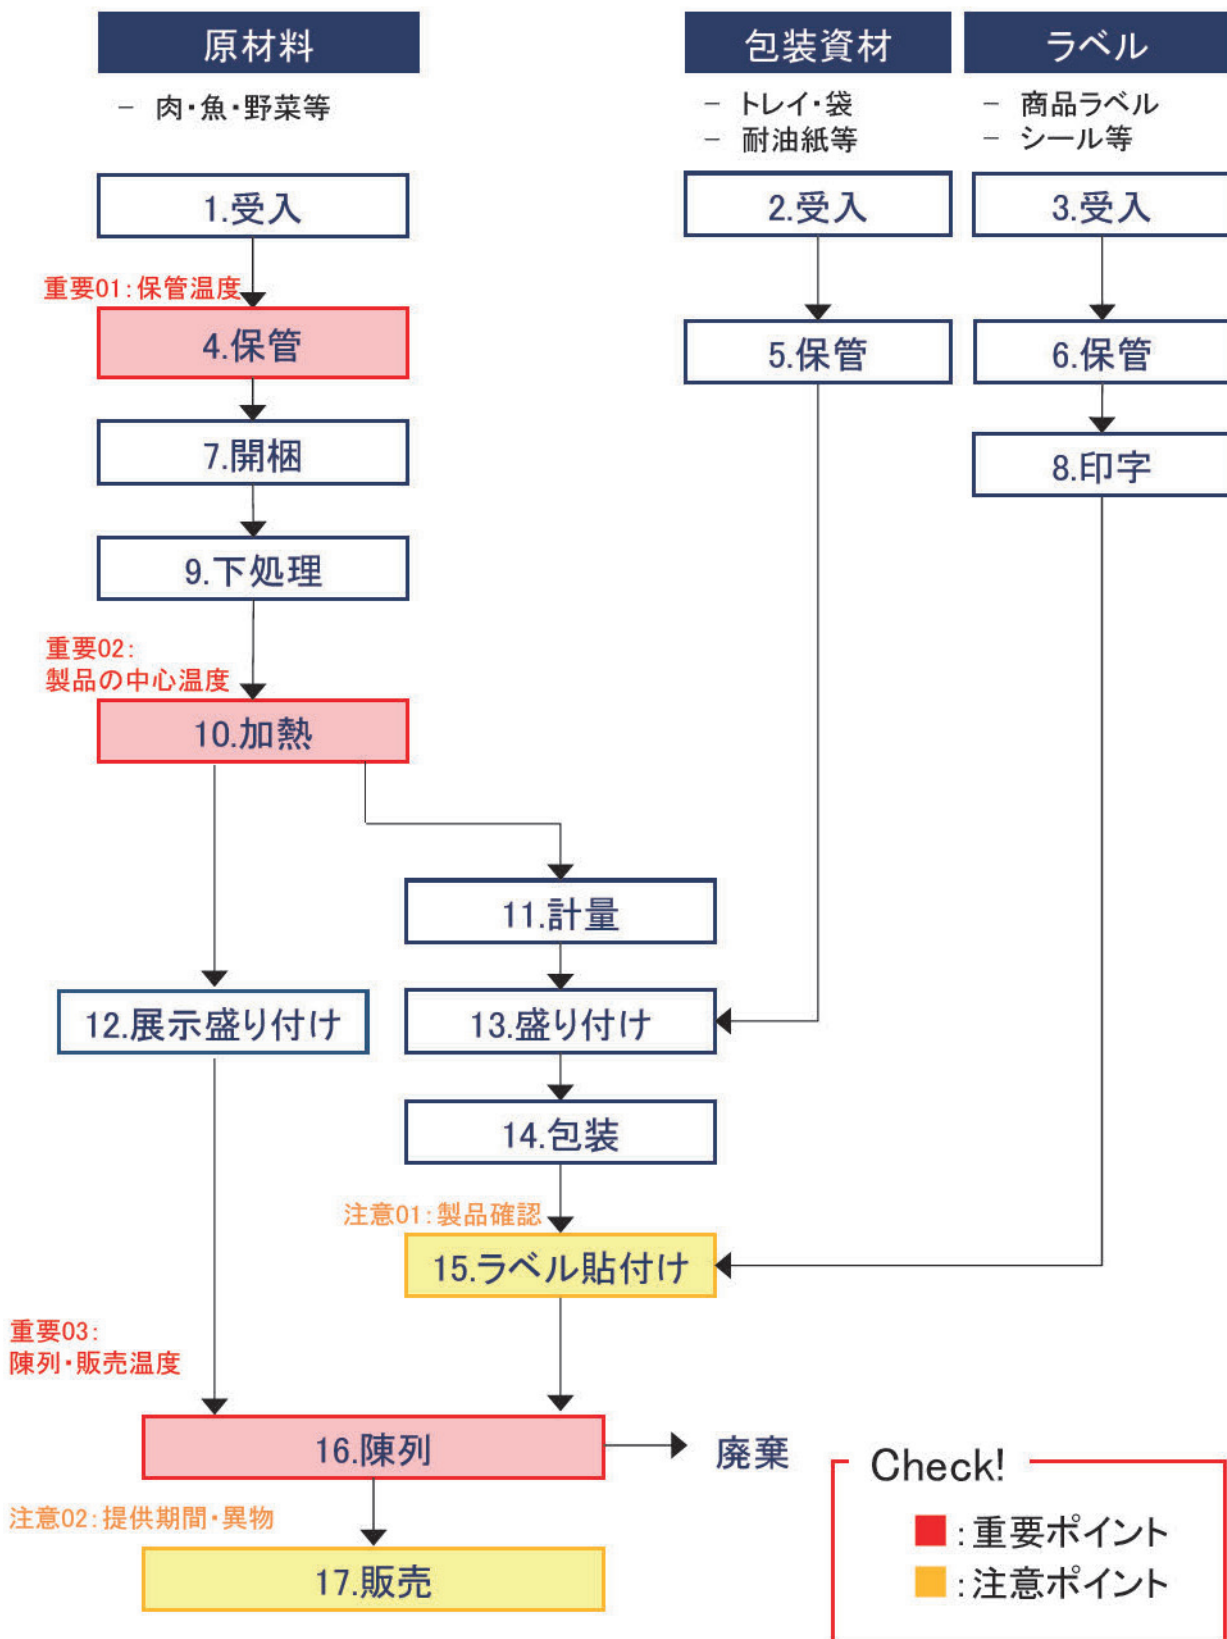 原材料
包装資材
ラベル
－ 肉・魚・野菜等
－ トレイ・袋
－ 耐油紙等
－ 商品ラベル
－ シール等
1.受入
2.受入
3.受入
重要01：保管温度
4.保管
5.保管
6.保管
7.開梱
8.印字
9.下処理
重要02：
製品の中心温度
10.加熱
11.計量
12.展示盛り付け
13.盛り付け
14.包装
注意01：製品確認
15.ラベル貼付け
重要03：
陳列・販売温度
16.陳列
廃棄
注意02：提供期間・異物
17.販売
Check!
：重要ポイント
：注意ポイント